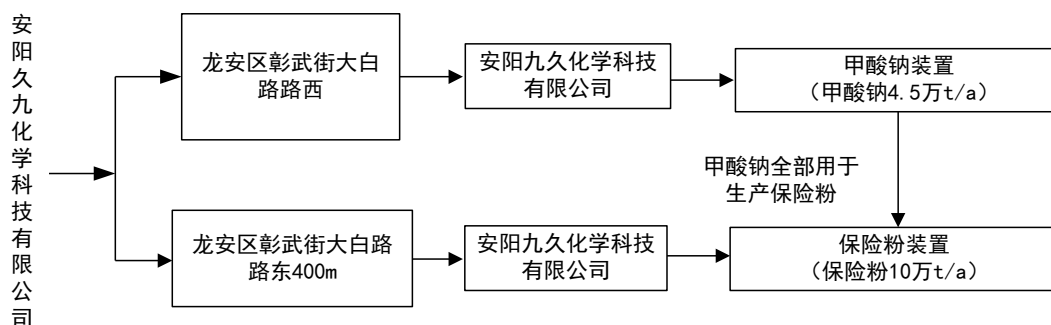 安阳久九化学科技有限公司
龙安区彰武街大白
路路西
安阳九久化学科技
有限公司
甲酸钠装置
（甲酸钠4.5万t/a）
甲酸钠全部用于
生产保险粉
龙安区彰武街大白路
路东400m
安阳九久化学科技
有限公司
保险粉装置
（保险粉10万t/a）